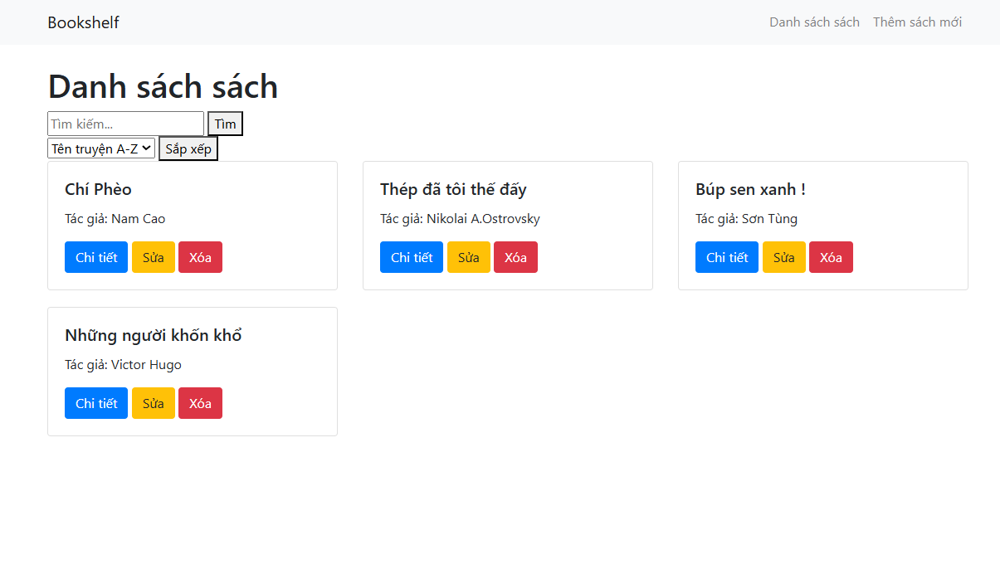 Bookshelf Danh sách sách Thêm sách mới
Danh sách sách
Tìm kiếm... Tìm
Tên truyện A-Z Sắp xếp
Chí Phèo
Tác giả: Nam Cao
Chi tiết Sửa Xóa
Thép đã tôi thế đấy
Tác giả: Nikolai A.Ostrovsky
Chi tiết Sửa Xóa
Búp sen xanh !
Tác giả: Sơn Tùng
Chi tiết Sửa Xóa
Những người khốn khổ
Tác giả: Victor Hugo
Chi tiết Sửa Xóa